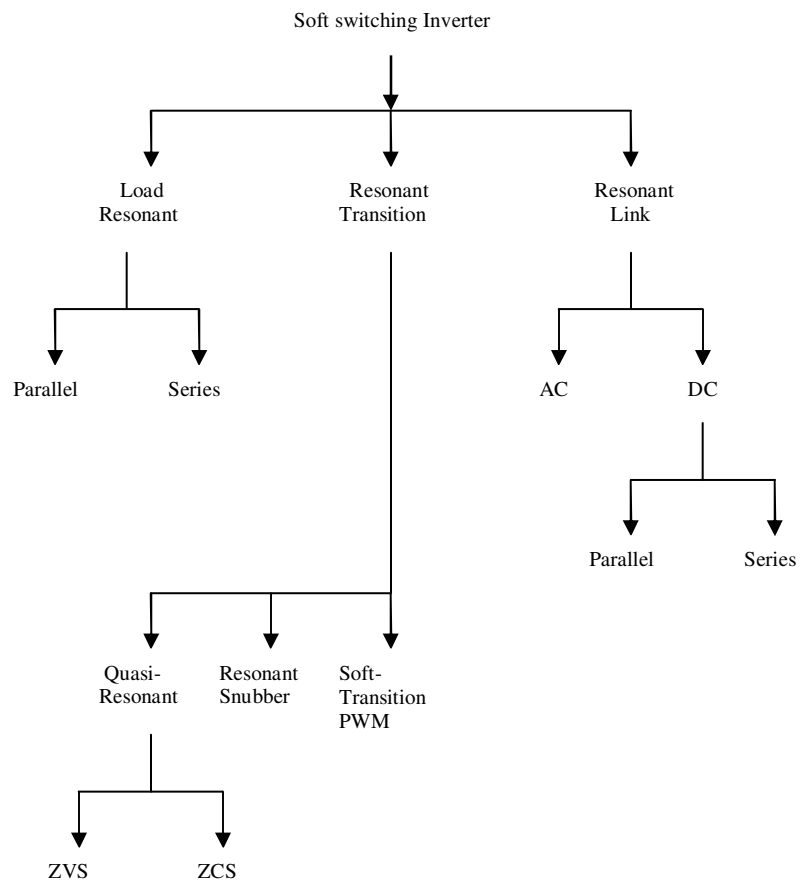 Soft switching Inverter
Load
Resonant
Resonant
Transition
Resonant
Link
Parallel
Series
AC
DC
Parallel
Series
Quasi-
Resonant
Resonant
Snubber
Soft-
Transition
PWM
ZVS
ZCS